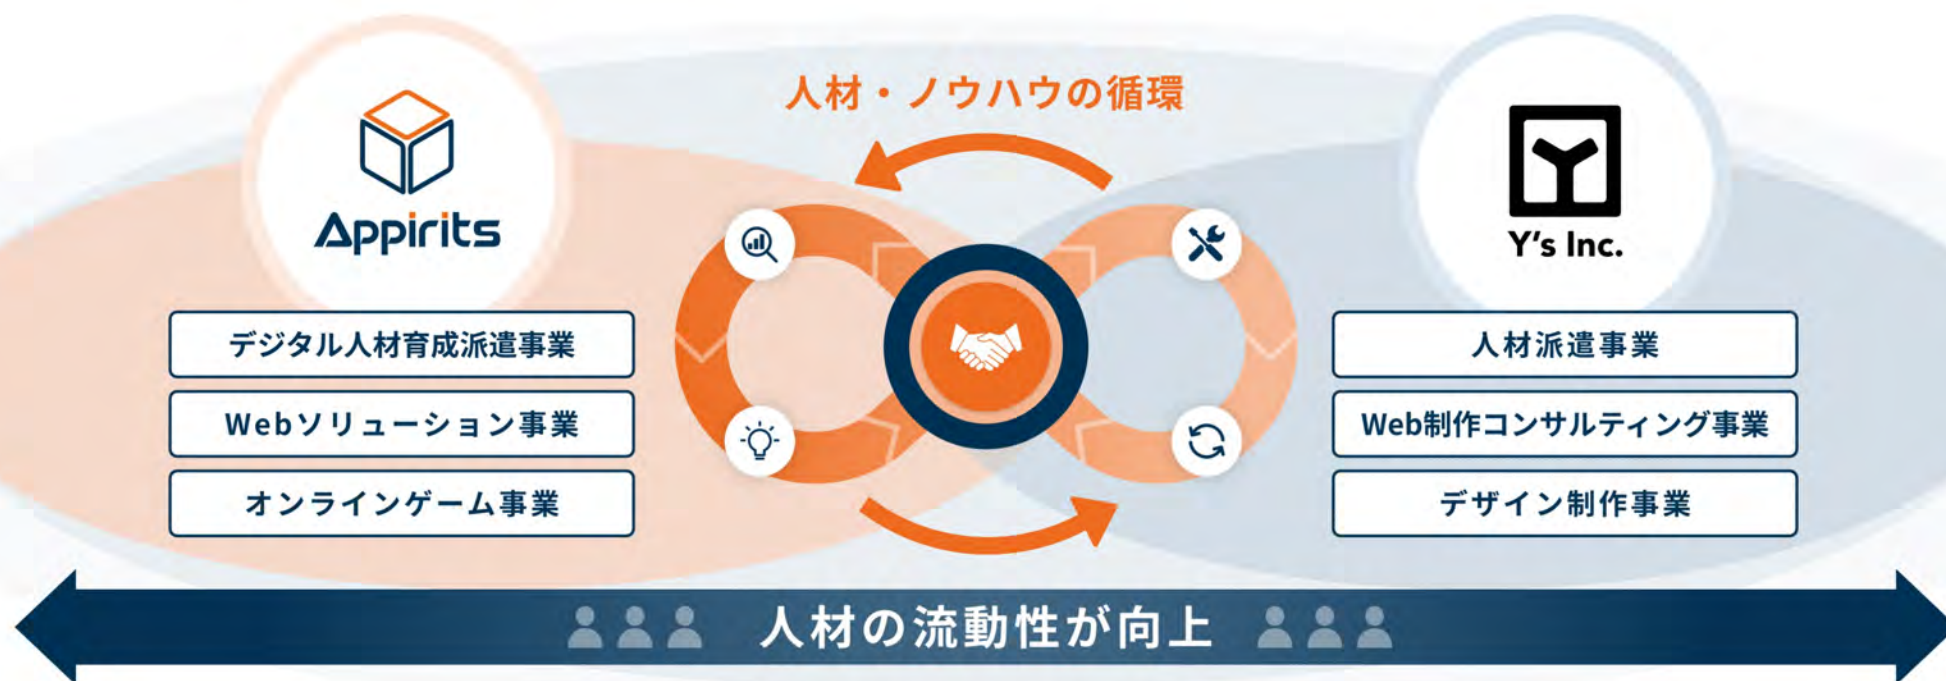 人材・ノウハウの循環
Appirits
デジタル人材育成派遣事業
Webソリューション事業
オンラインゲーム事業
Y's Inc.
人材派遣事業
Web制作コンサルティング事業
デザイン制作事業
人材の流動性が向上